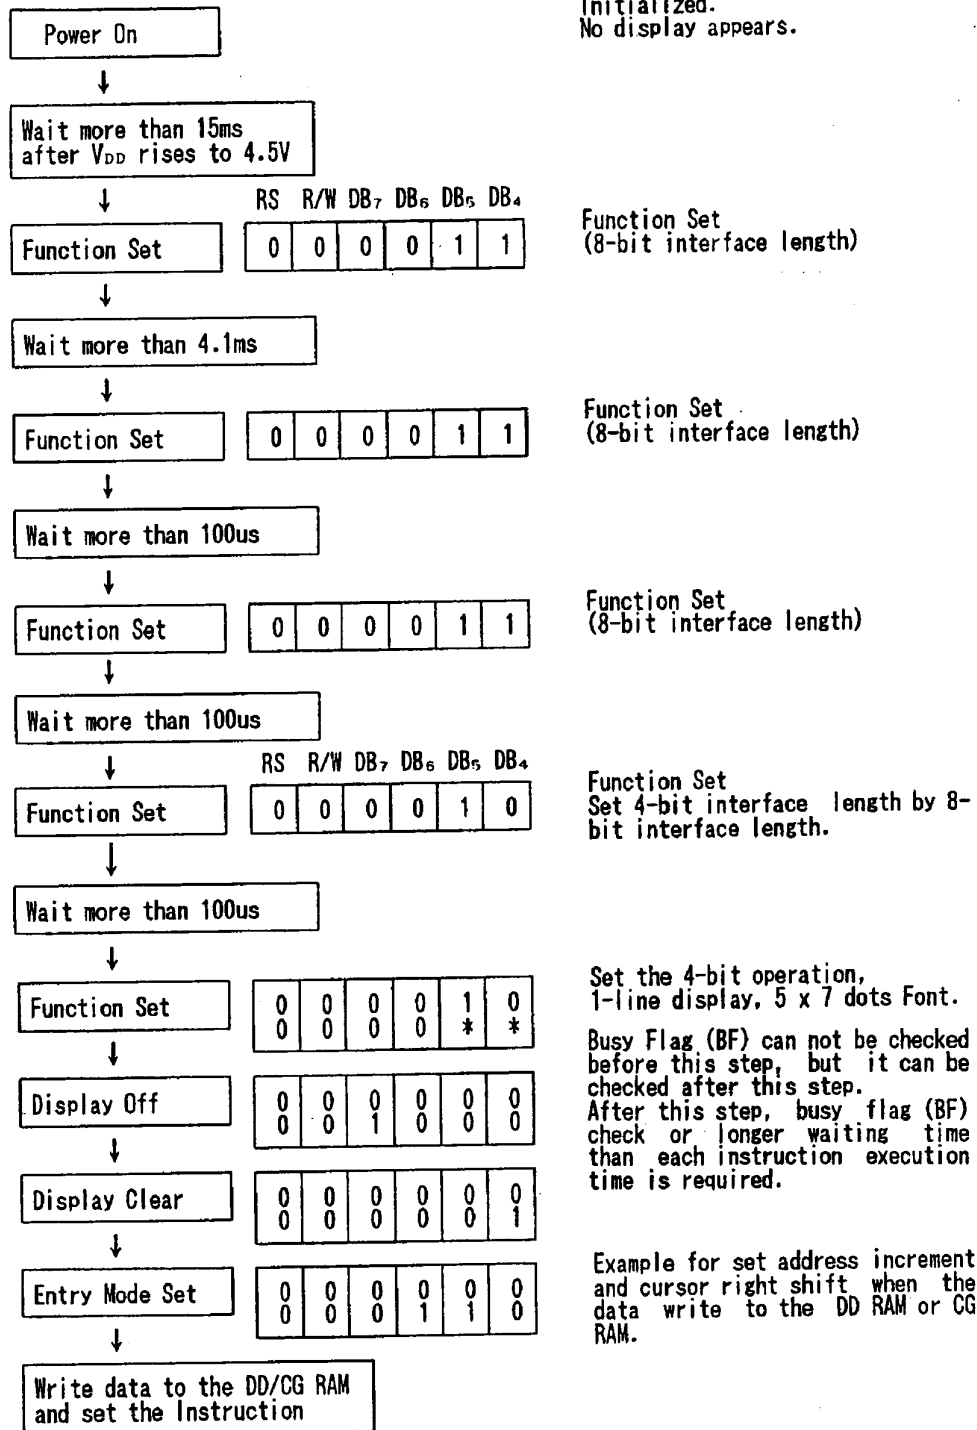 Initialized.
No display appears.
Power On
↓
Wait more than 15ms
after VDD rises to 4.5V
↓
RS R/W DB7 DB6 DB5 DB4
Function Set 0 0 0 0 1 1
Function Set
(8-bit interface length)
↓
Wait more than 4.1ms
↓
Function Set 0 0 0 0 1 1
Function Set
(8-bit interface length)
↓
Wait more than 100us
↓
Function Set 0 0 0 0 1 1
Function Set
(8-bit interface length)
↓
Wait more than 100us
↓
RS R/W DB7 DB6 DB5 DB4
Function Set 0 0 0 0 1 0
Function Set
Set 4-bit interface length by 8-
bit interface length.
↓
Wait more than 100us
↓
Function Set
0 0 0 0 1 0
0 0 0 0 * *
Set the 4-bit operation,
1-line display, 5 x 7 dots Font.
Busy Flag (BF) can not be checked
before this step, but it can be
checked after this step.
After this step, busy flag (BF)
check or longer waiting time
than each instruction execution
time is required.
↓
Display Off
0 0 0 0 0 0
0 0 1 0 0 0
↓
Display Clear
0 0 0 0 0 0
0 0 0 0 0 1
↓
Entry Mode Set
0 0 0 0 0 0
0 0 0 1 1 0
Example for set address increment
and cursor right shift when the
data write to the DD RAM or CG
RAM.
↓
Write data to the DD/CG RAM
and set the Instruction